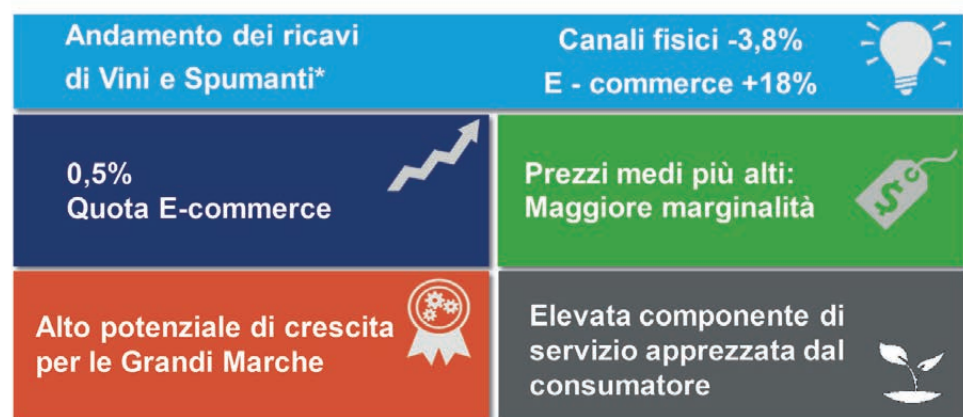 Andamento dei ricavi
di Vini e Spumanti*
Canali fisici -3,8%
E - commerce +18%
0,5%
Quota E-commerce
Prezzi medi più alti:
Maggiore marginalità
$
Alto potenziale di crescita
per le Grandi Marche
Elevata componente di
servizio apprezzata dal
consumatore